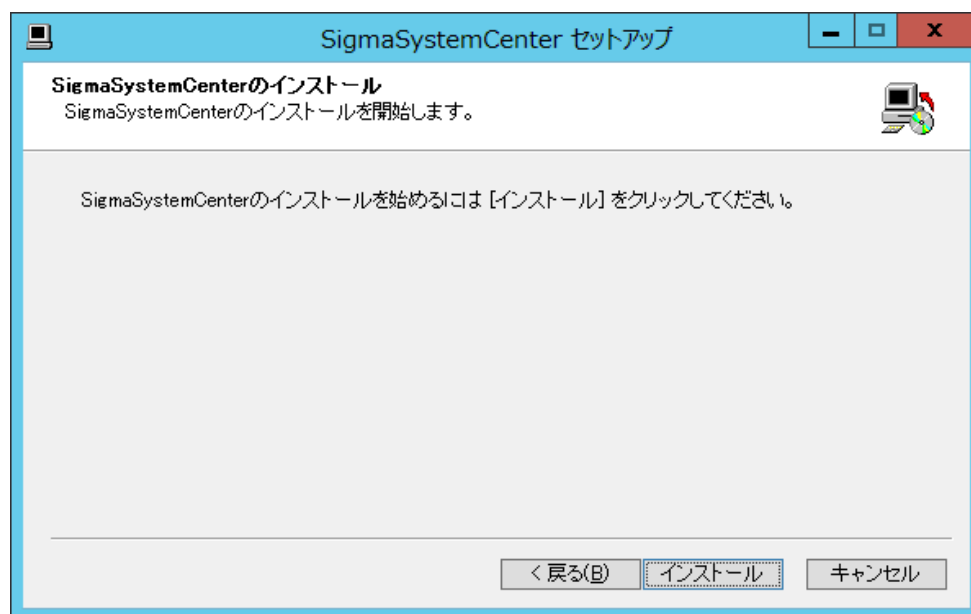 SigmaSystemCenter セットアップ
SigmaSystemCenterのインストール
SigmaSystemCenterのインストールを開始します。
SigmaSystemCenterのインストールを始めるには [インストール] をクリックしてください。
< 戻る(B) インストール キャンセル